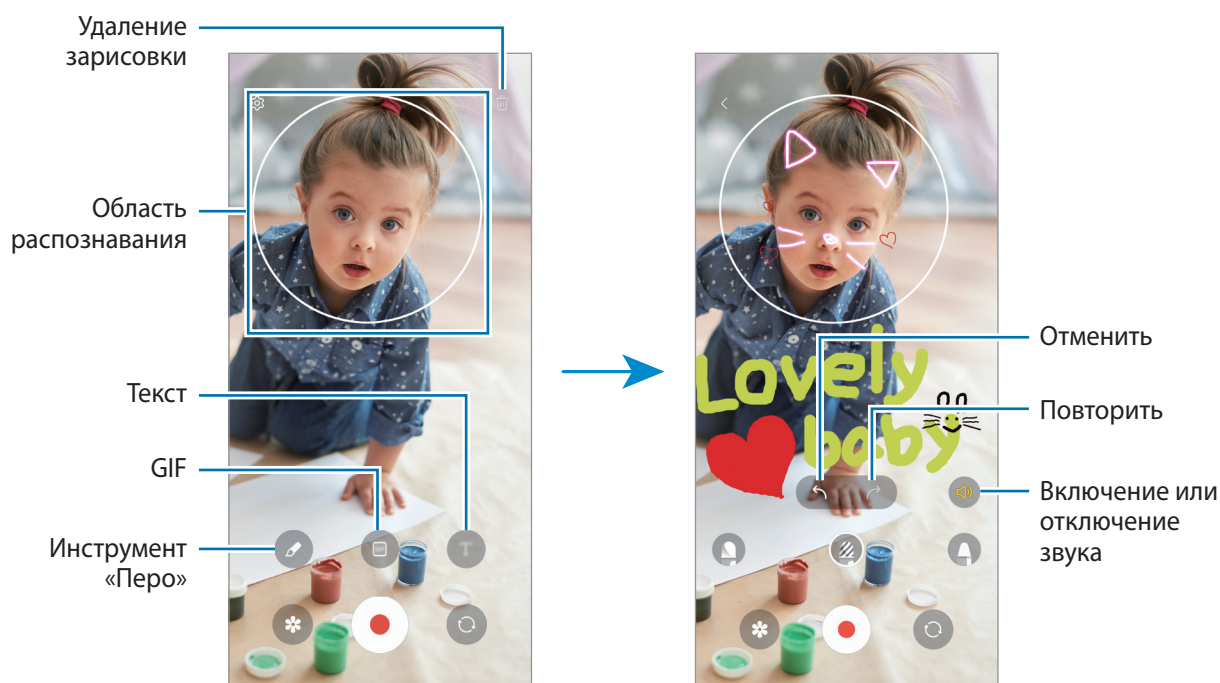 Удаление
зарисовки
Область
распознавания
Текст
GIF
Инструмент
«Перо»
T
Lovely
baby
Отменить
Повторить
Включение или
отключение
звука